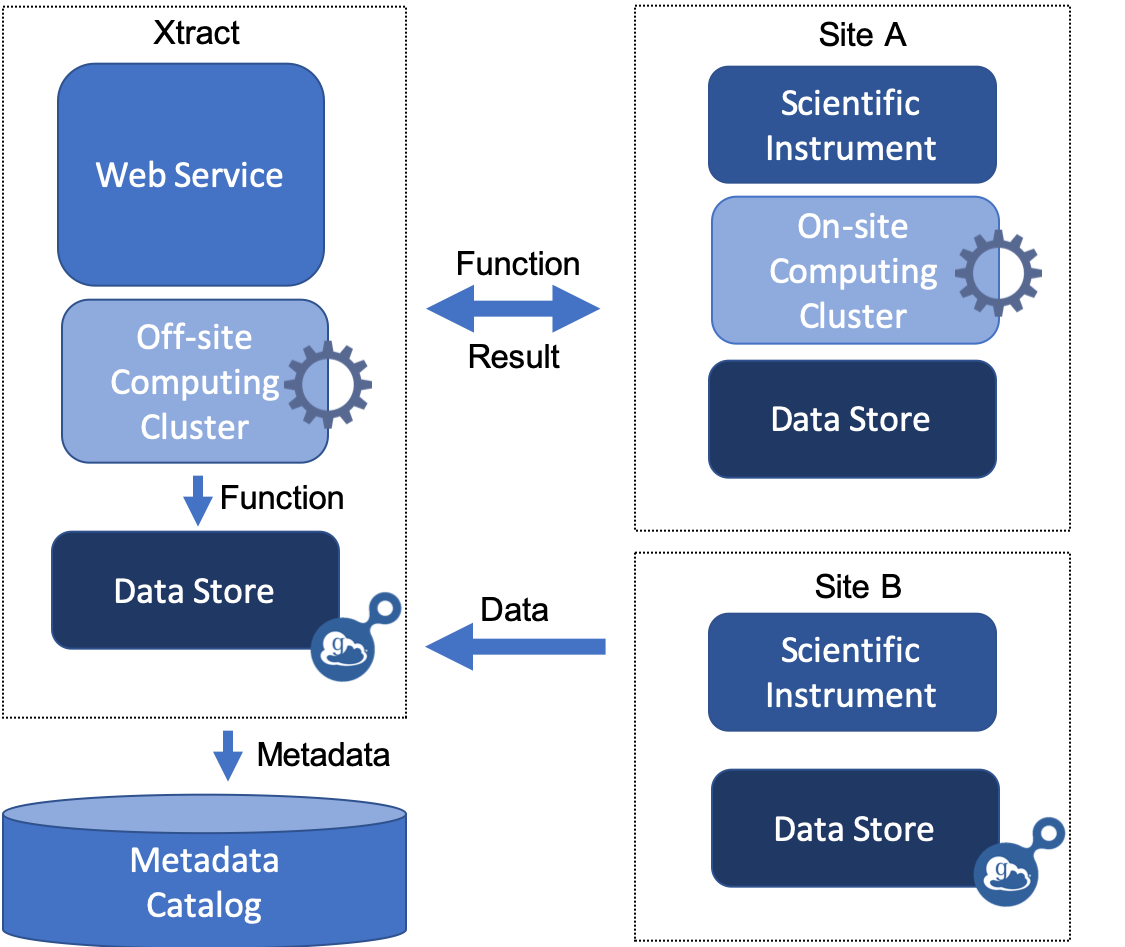 Xtract
Web Service
Off-site
Computing
Cluster
Function
Data Store
g
Metadata
Metadata
Catalog
Function
Result
Data
Site A
Scientific
Instrument
On-site
Computing
Cluster
Data Store
Site B
Scientific
Instrument
Data Store
g